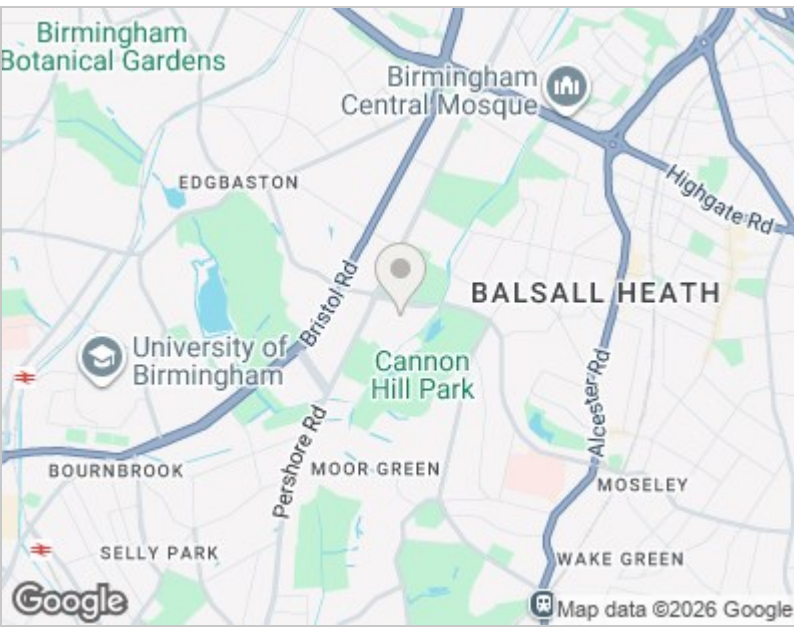 Birmingham
Botanical Gardens
Birmingham
Central Mosque
EDGBASTON
Highgate Rd
Bristol Rd
BALSALL HEATH
University of
Birmingham
Cannon
Hill Park
Alcester Rd
Pershore Rd
BOURNBROOK
MOOR GREEN
MOSELEY
SELLY PARK
WAKE GREEN
Google
Map data ©2026 Google